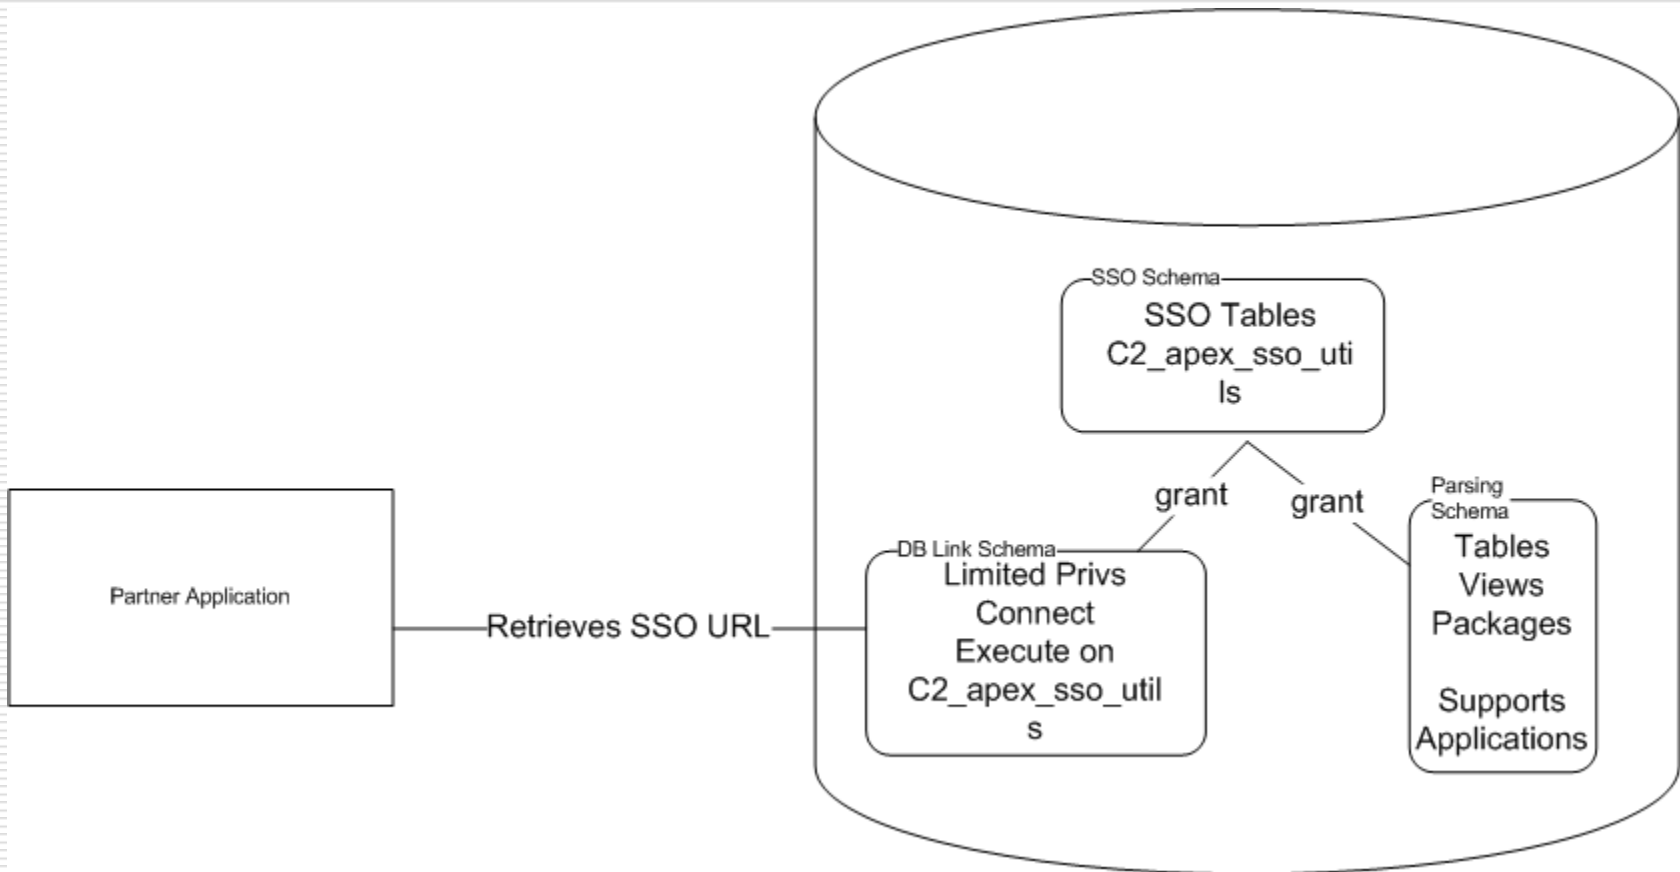 SSO Schema
SSO Tables
C2_apex_sso_uti
ls
grant
grant
Parsing
Schema
Tables
Views
Packages
Supports
Applications
DB Link Schema
Limited Privs
Connect
Execute on
C2_apex_sso_util
s
Partner Application
Retrieves SSO URL